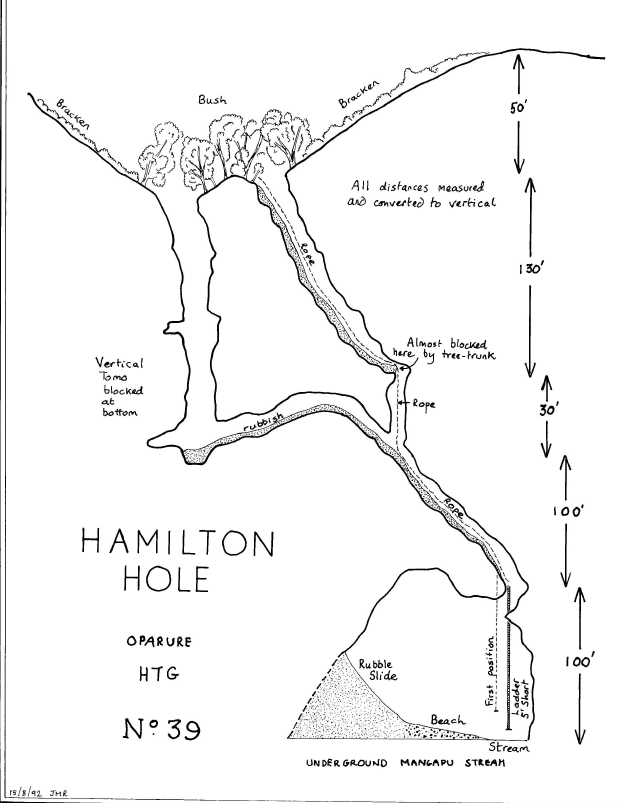 Bracken
Bush
Bracken
50'
All distances measured
and converted to vertical
Rope
130'
Almost blocked
here by tree-trunk
Vertical
Tomo
blocked
at
bottom
Rope
30'
rubbish
Rope
100'
HAMILTON
HOLE
OPARURE
HTG
Nº 39
Rubble
Slide
First position
Ladder
5' Short
100'
Beach
Stream
UNDERGROUND MANGAPU STREAM
15/8/92 JMR